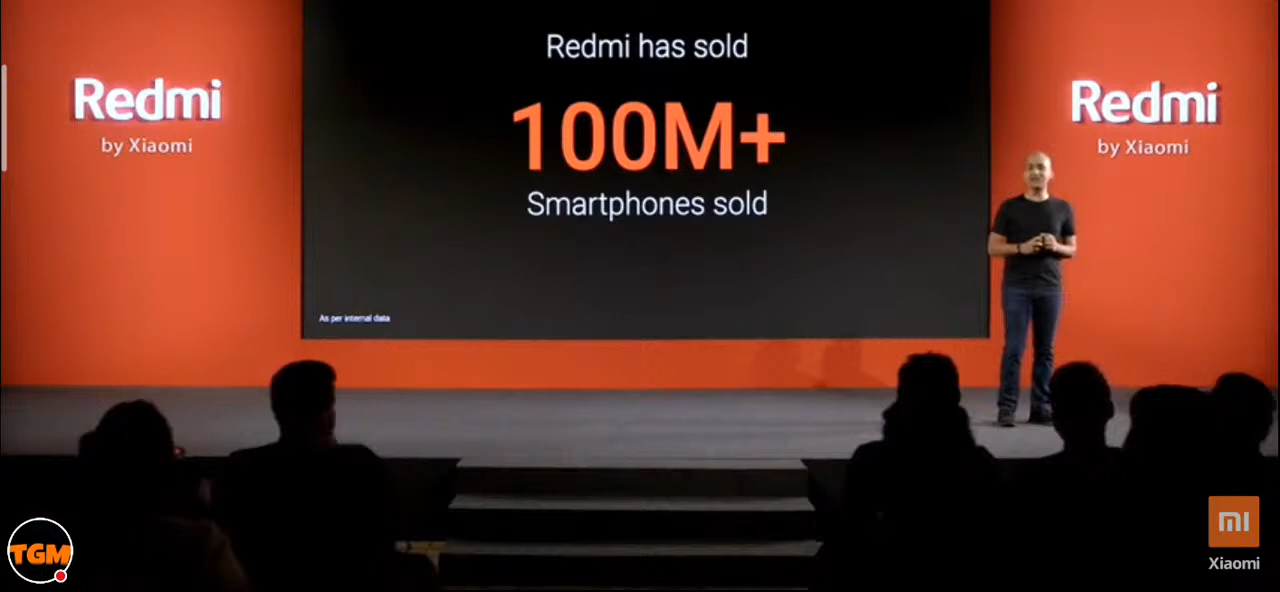 Redmi has sold
100M+
Smartphones sold
As per internal data
Redmi
by Xiaomi
Redmi
by Xiaomi
TGM
mi
Xiaomi